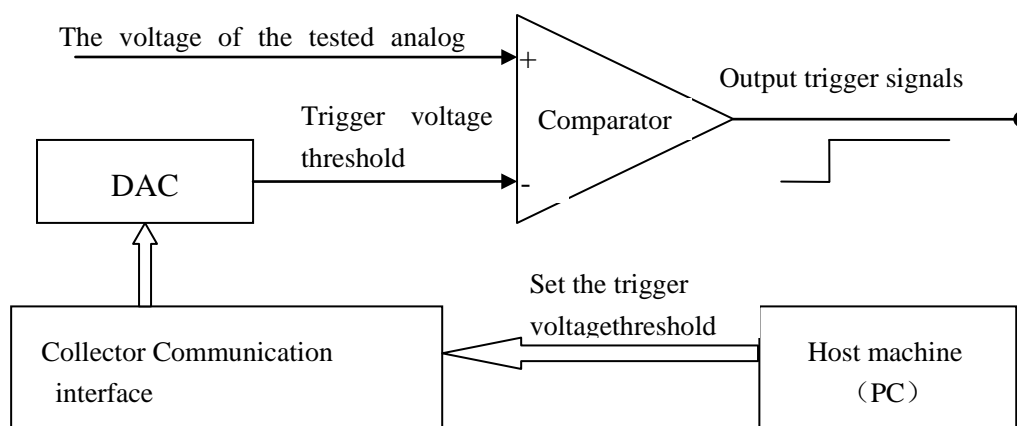 The voltage of the tested analog
+
Output trigger signals
Trigger voltage
threshold
Comparator
DAC
-
Set the trigger
voltagethreshold
Collector Communication
interface
Host machine
（PC）